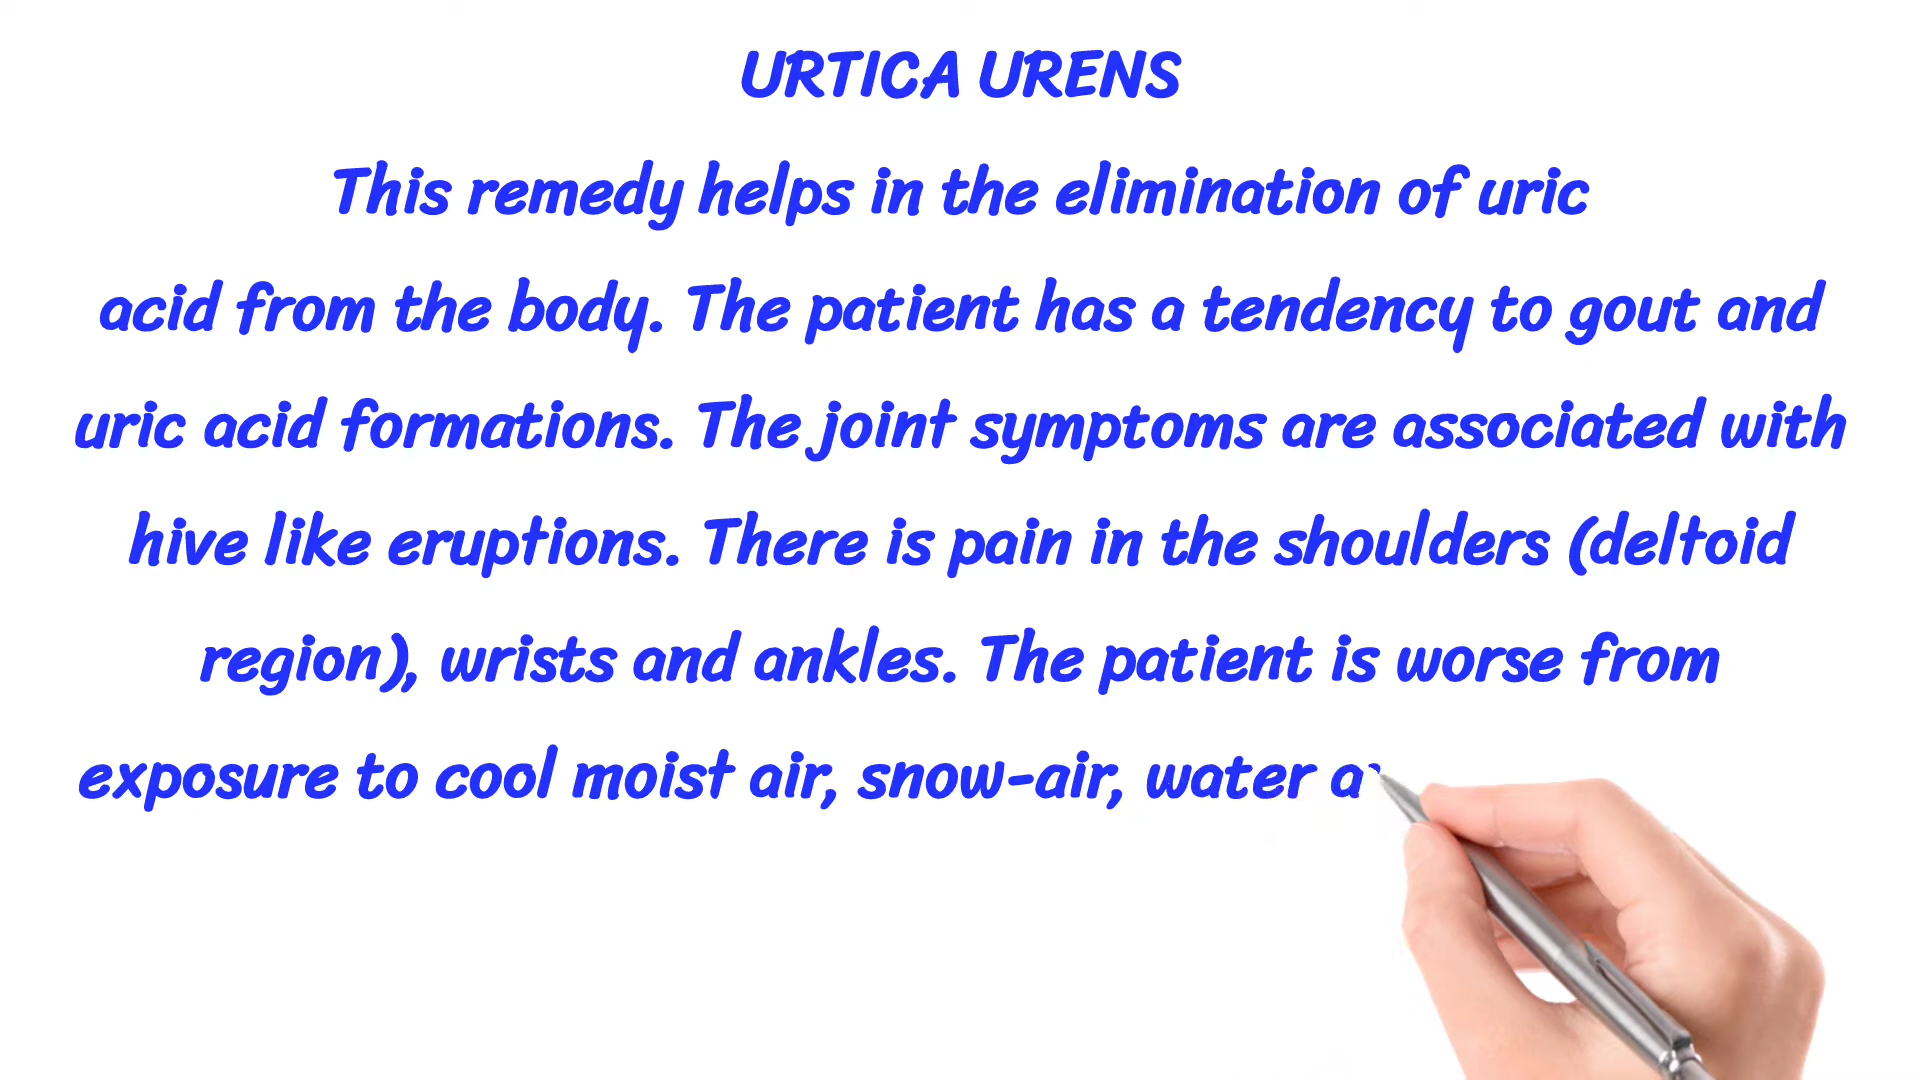 URTICA URENS
This remedy helps in the elimination of uric
acid from the body. The patient has a tendency to gout and
uric acid formations. The joint symptoms are associated with
hive like eruptions. There is pain in the shoulders (deltoid
region), wrists and ankles. The patient is worse from
exposure to cool moist air, snow-air, water